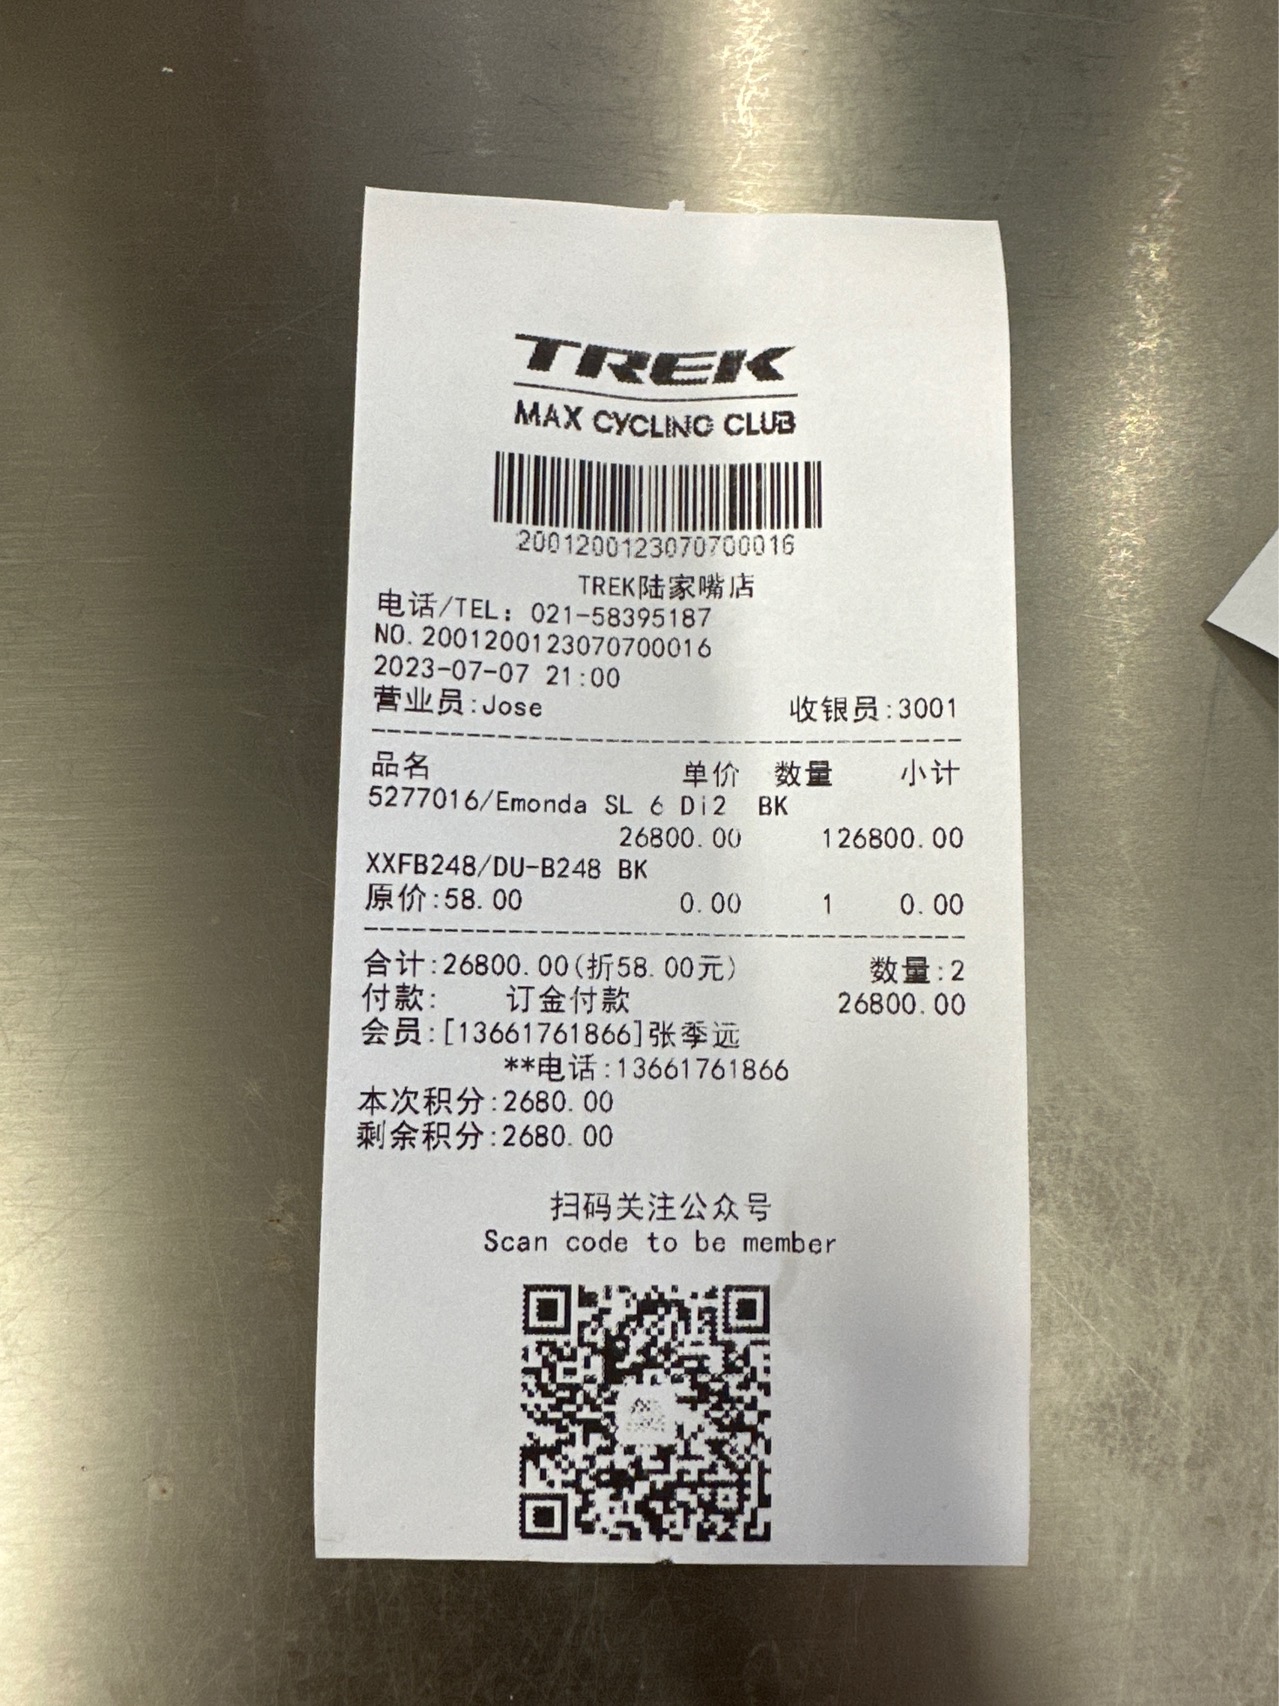 TREK
MAX CYCLING CLUB
2001200123070700016
TREK陆家嘴店
电话/TEL: 021-58395187
NO.2001200123070700016
2023-07-07 21:00
营业员:Jose 收银员:3001
品名 单价 数量 小计
5277016/Emonda SL 6 Di2 BK
26800.00 126800.00
XXFB248/DU-B248 BK
原价:58.00 0.00 1 0.00
合计:26800.00(折58.00元) 数量:2
付款: 订金付款 26800.00
会员:[13661761866]张季远
**电话:13661761866
本次积分:2680.00
剩余积分:2680.00
扫码关注公众号
Scan code to be member